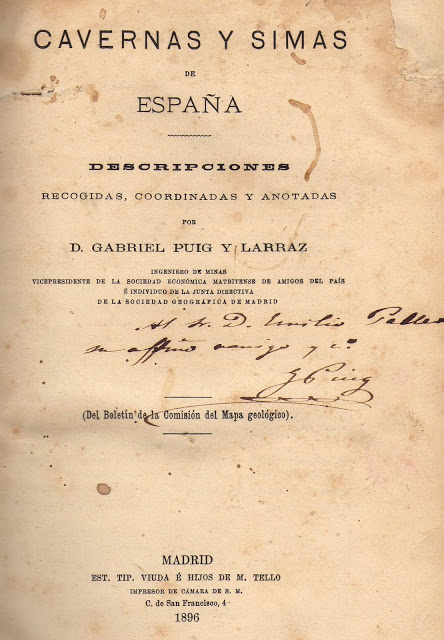 CAVERNAS Y SIMAS
DE
ESPAÑA
DESCRIPCIONES
RECOGIDAS, COORDINADAS Y ANOTADAS
POR
D. GABRIEL PUIG Y LARRAZ
INGENIERO DE MINAS
VICEPRESIDENTE DE LA SOCIEDAD ECONÓMICA MATRITENSE DE AMIGOS DEL PAÍS
É INDIVIDUO DE LA JUNTA DIRECTIVA
DE LA SOCIEDAD GEOGRÁFICA DE MADRID
Al Sr. D. Emilio
su affmo amigo y c.
G Puig
(Del Boletín de la Comisión del Mapa geológico).
MADRID
EST. TIP. VIUDA É HIJOS DE M. TELLO
IMPRESOR DE CÁMARA DE S. M.
C. de San Francisco, 4
1896